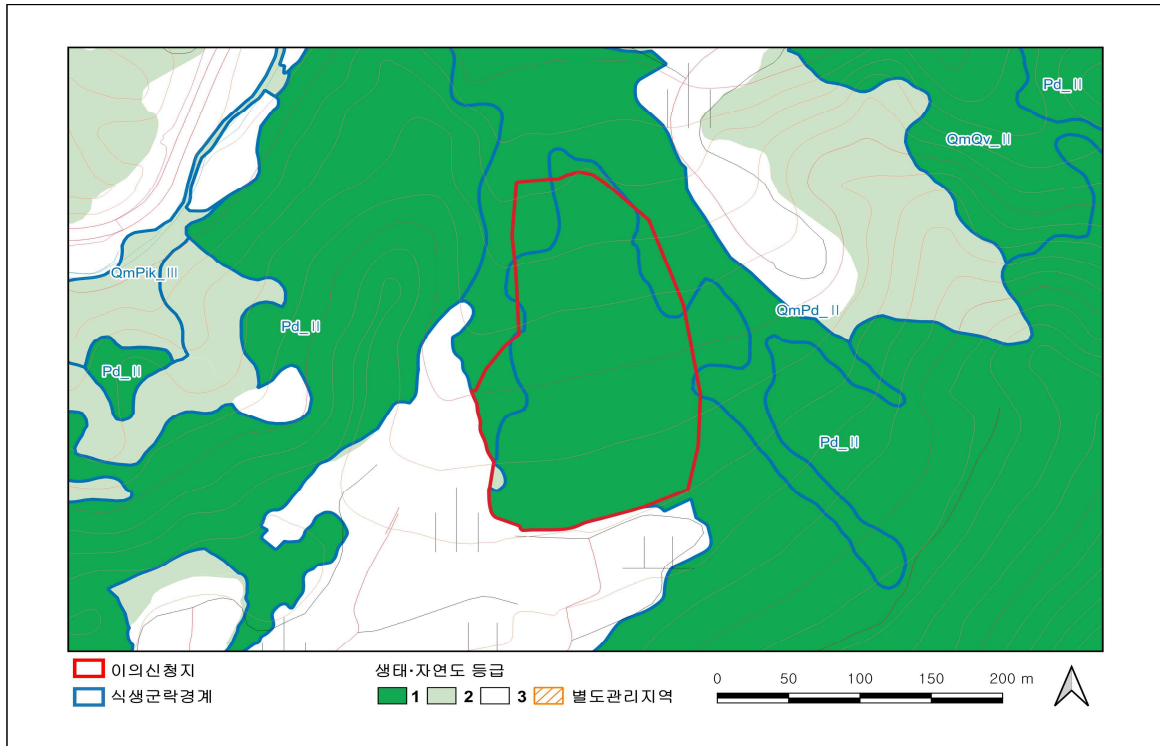 Pd_Ⅱ
QmQv_Ⅱ
QmPik_Ⅲ
QmPd_Ⅱ
Pd_Ⅱ
Pd_Ⅱ
Pd_Ⅱ
이의신청지
식생군락경계
생태·자연도 등급
1 2 3 별도관리지역
0 50 100 150 200 m